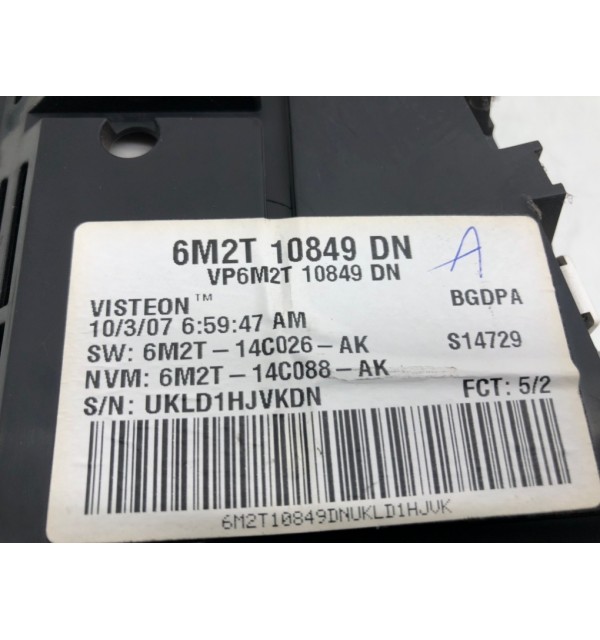 6M2T 10849 DN
VP6M2T 10849 DN
A
VISTEON™ BGDPA
10/3/07 6:59:47 AM
SW: 6M2T-14C026-AK S14729
NVM: 6M2T-14C088-AK
S/N: UKLD1HJVKDN FCT: 5/2
6M2T10849DNUKLD1HJVK